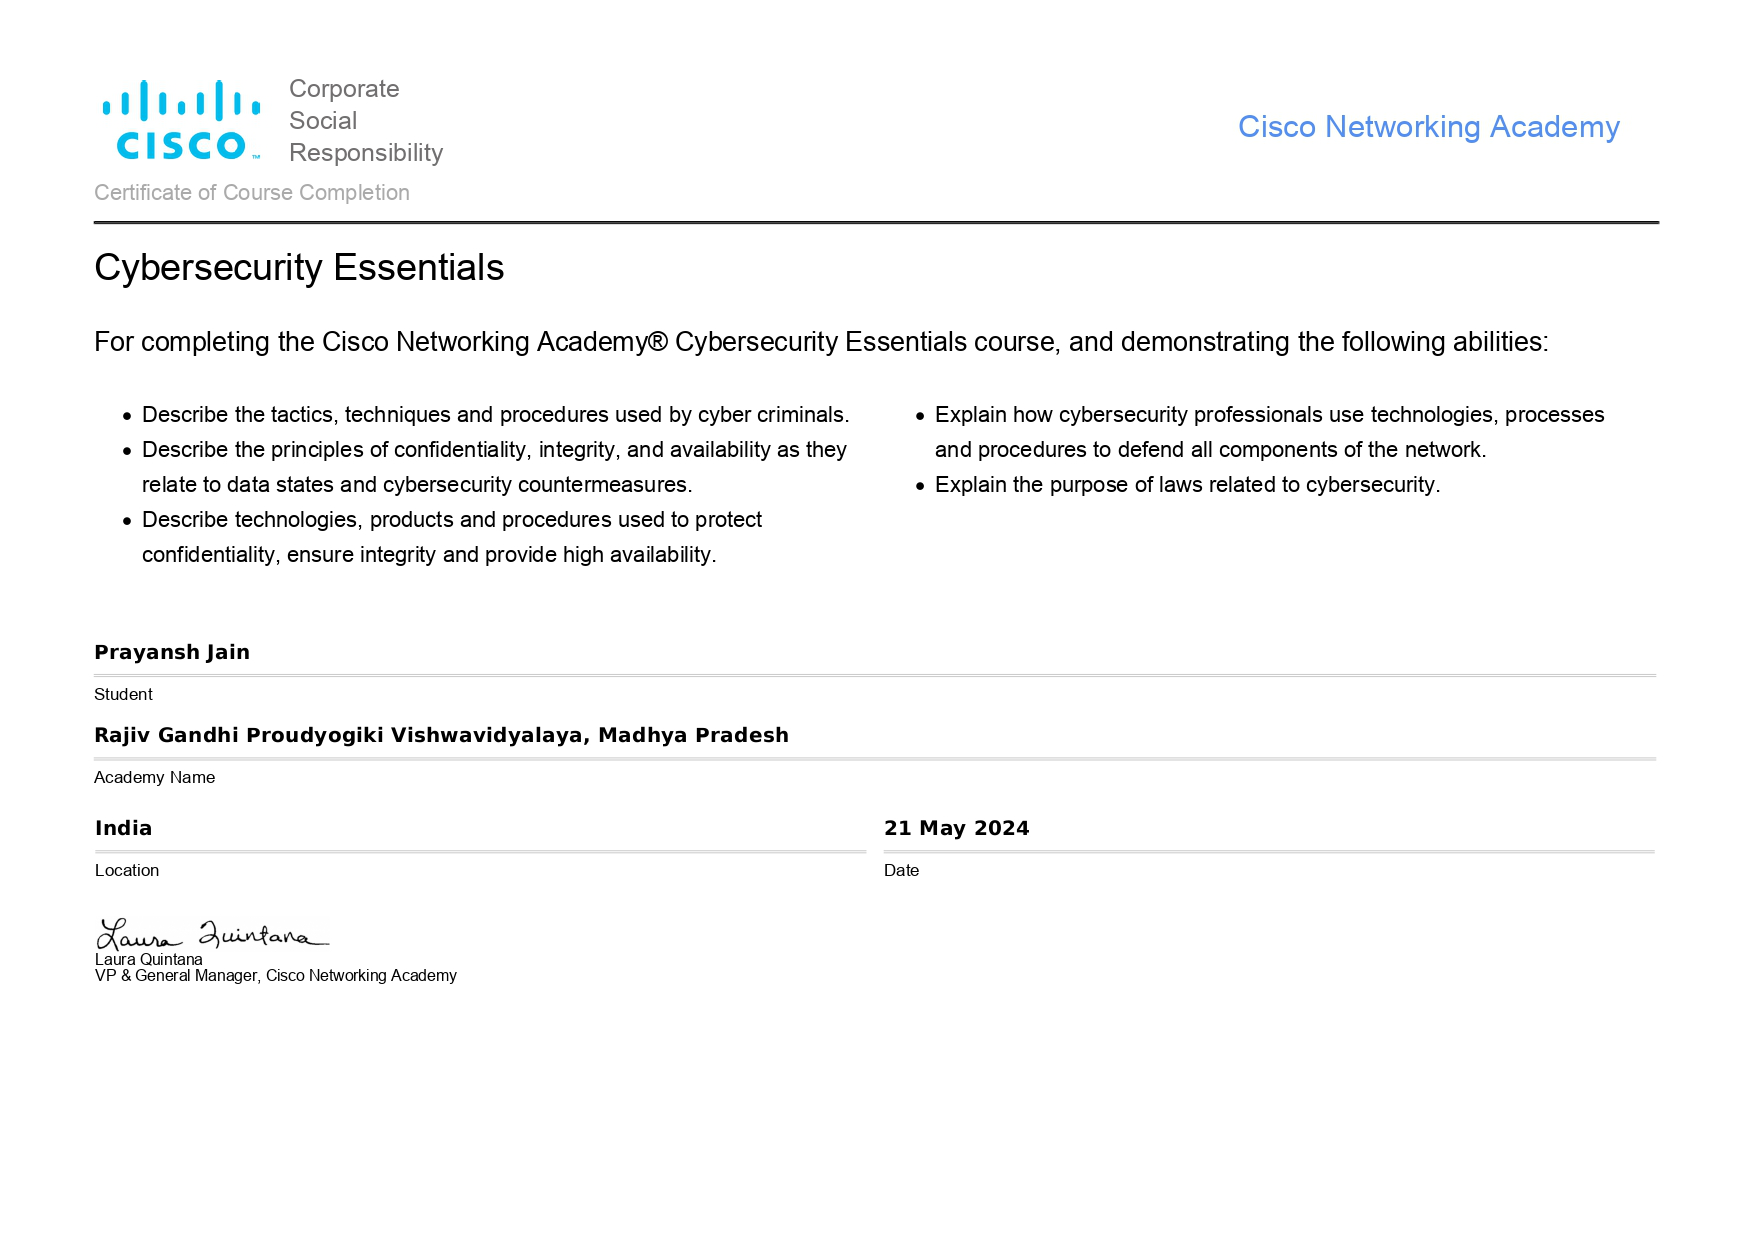 CISCO™
Corporate
Social
Responsibility
Cisco Networking Academy
Certificate of Course Completion
Cybersecurity Essentials
For completing the Cisco Networking Academy® Cybersecurity Essentials course, and demonstrating the following abilities:
• Describe the tactics, techniques and procedures used by cyber criminals.
• Describe the principles of confidentiality, integrity, and availability as they
relate to data states and cybersecurity countermeasures.
• Describe technologies, products and procedures used to protect
confidentiality, ensure integrity and provide high availability.
• Explain how cybersecurity professionals use technologies, processes
and procedures to defend all components of the network.
• Explain the purpose of laws related to cybersecurity.
Prayansh Jain
Student
Rajiv Gandhi Proudyogiki Vishwavidyalaya, Madhya Pradesh
Academy Name
India
Location
21 May 2024
Date
Laura Quintana
Laura Quintana
VP & General Manager, Cisco Networking Academy